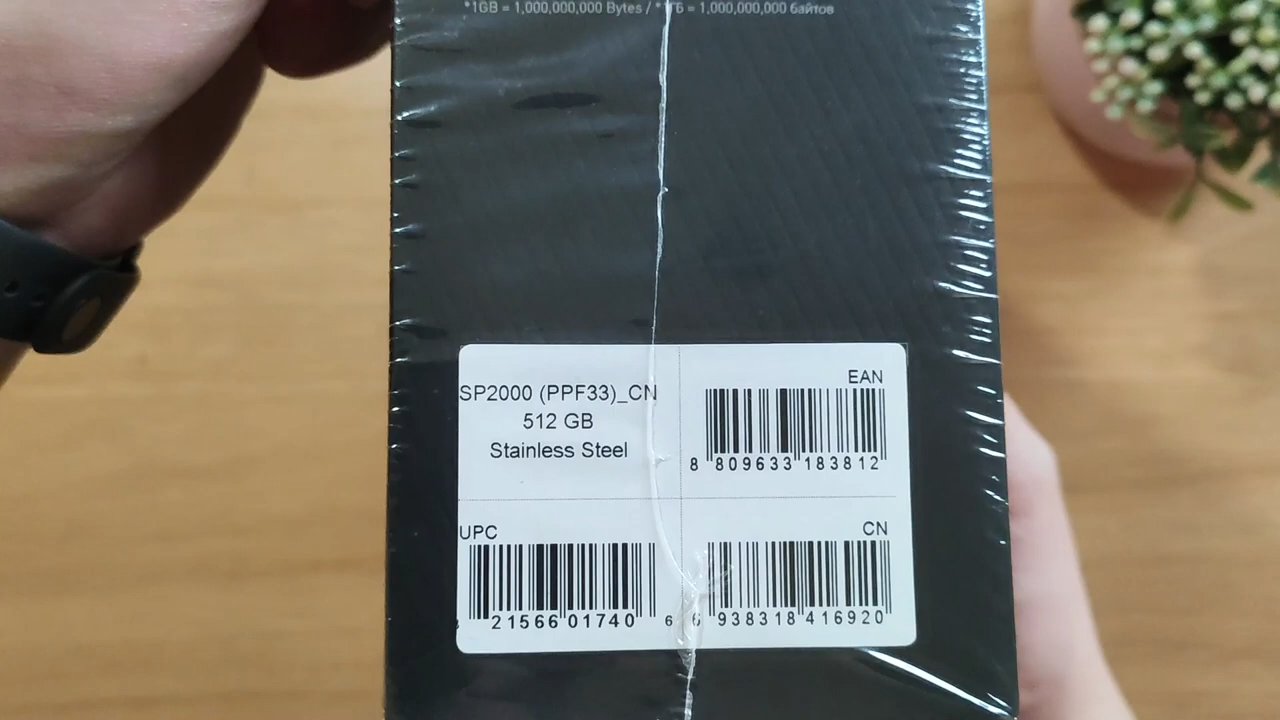 *1GB = 1,000,000,000 Bytes / *1ГБ = 1,000,000,000 байтов
SP2000 (PPF33)_CN
512 GB
Stainless Steel
EAN
8 809633 183812
UPC
21566 01740 6
CN
6 938318 416920